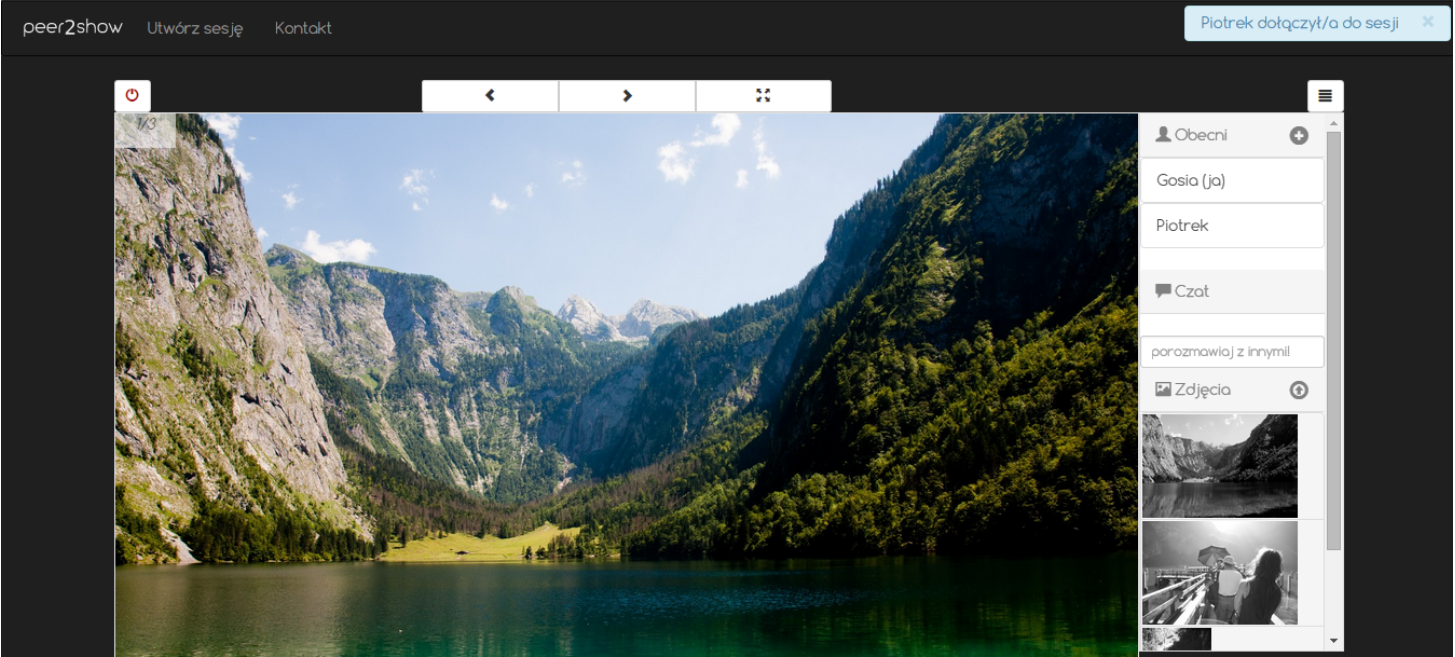 peer2show Utwórz sesję Kontakt
Piotrek dołączył/a do sesji ×
1/3
Obecni
Gosia (ja)
Piotrek
Czat
porozmawiaj z innymi!
Zdjęcia